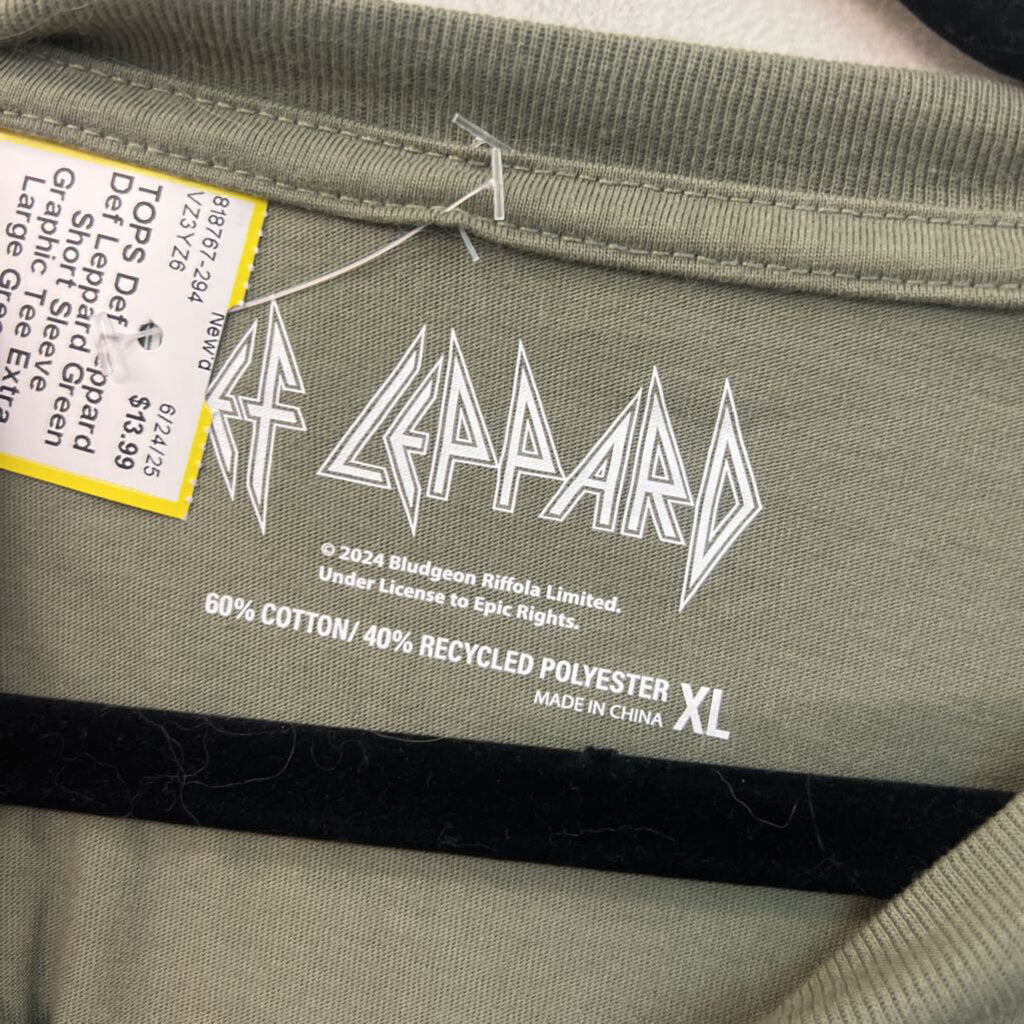 818767-294 New'd 6/24/25
VZ3YZ6
$13.99
TOPS Def
Def Leppard
Short Sleeve
Graphic Tee Extra
Large
Green
EF LEPPARD
© 2024 Bludgeon Riffola Limited.
Under License to Epic Rights.
60% COTTON/ 40% RECYCLED POLYESTER
MADE IN CHINA
XL